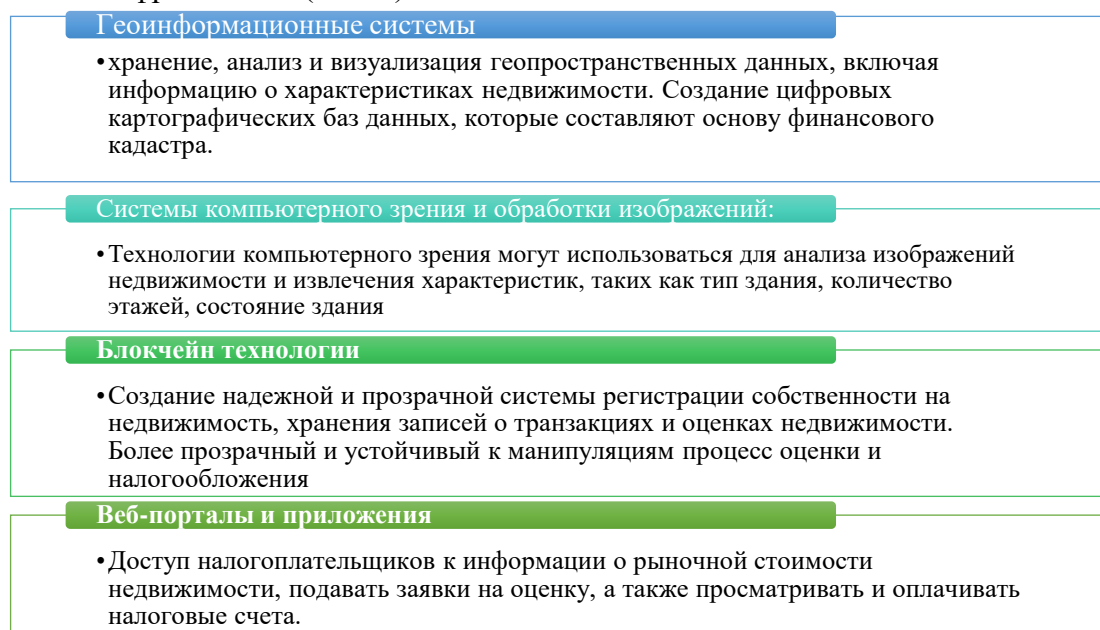 Геоинформационные системы
•хранение, анализ и визуализация геопространственных данных, включая
информацию о характеристиках недвижимости. Создание цифровых
картографических баз данных, которые составляют основу финансового
кадастра.
Системы компьютерного зрения и обработки изображений:
•Технологии компьютерного зрения могут использоваться для анализа изображений
недвижимости и извлечения характеристик, таких как тип здания, количество
этажей, состояние здания
Блокчейн технологии
•Создание надежной и прозрачной системы регистрации собственности на
недвижимость, хранения записей о транзакциях и оценках недвижимости.
Более прозрачный и устойчивый к манипуляциям процесс оценки и
налогообложения
Веб-порталы и приложения
•Доступ налогоплательщиков к информации о рыночной стоимости
недвижимости, подавать заявки на оценку, а также просматривать и оплачивать
налоговые счета.